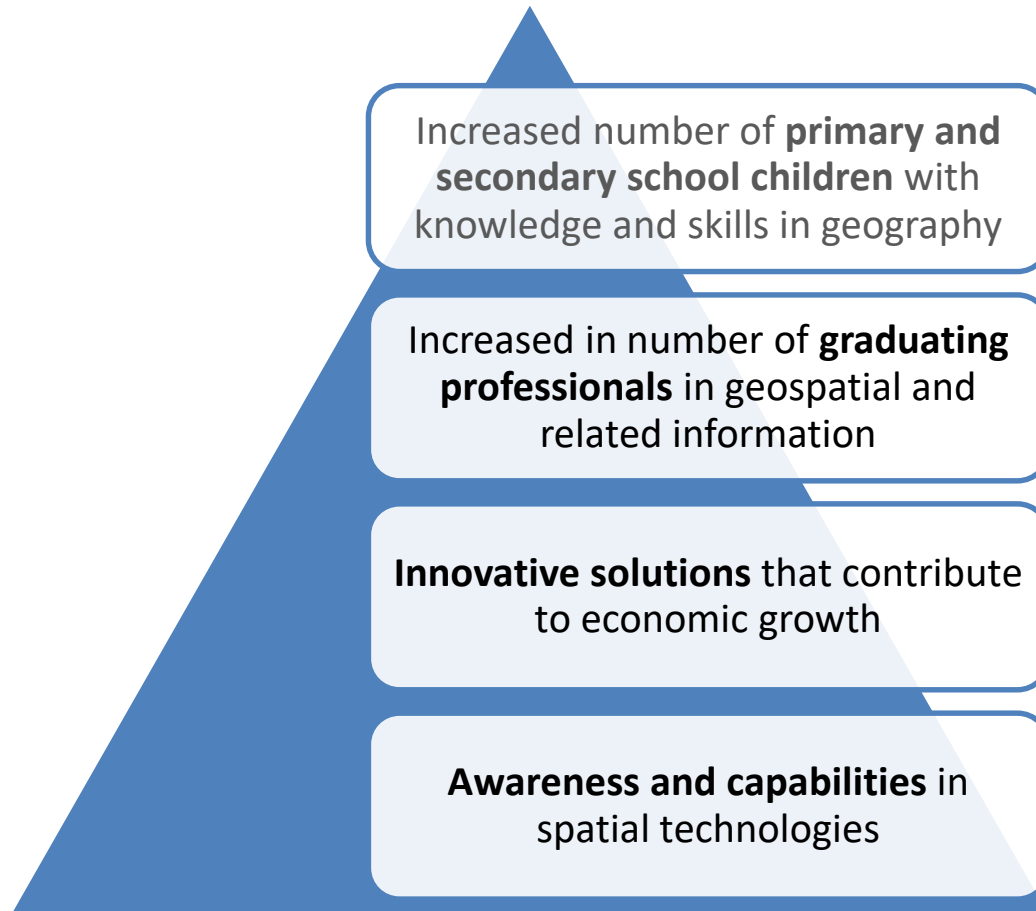 Increased number of primary and
secondary school children with
knowledge and skills in geography
Increased in number of graduating
professionals in geospatial and
related information
Innovative solutions that contribute
to economic growth
Awareness and capabilities in
spatial technologies